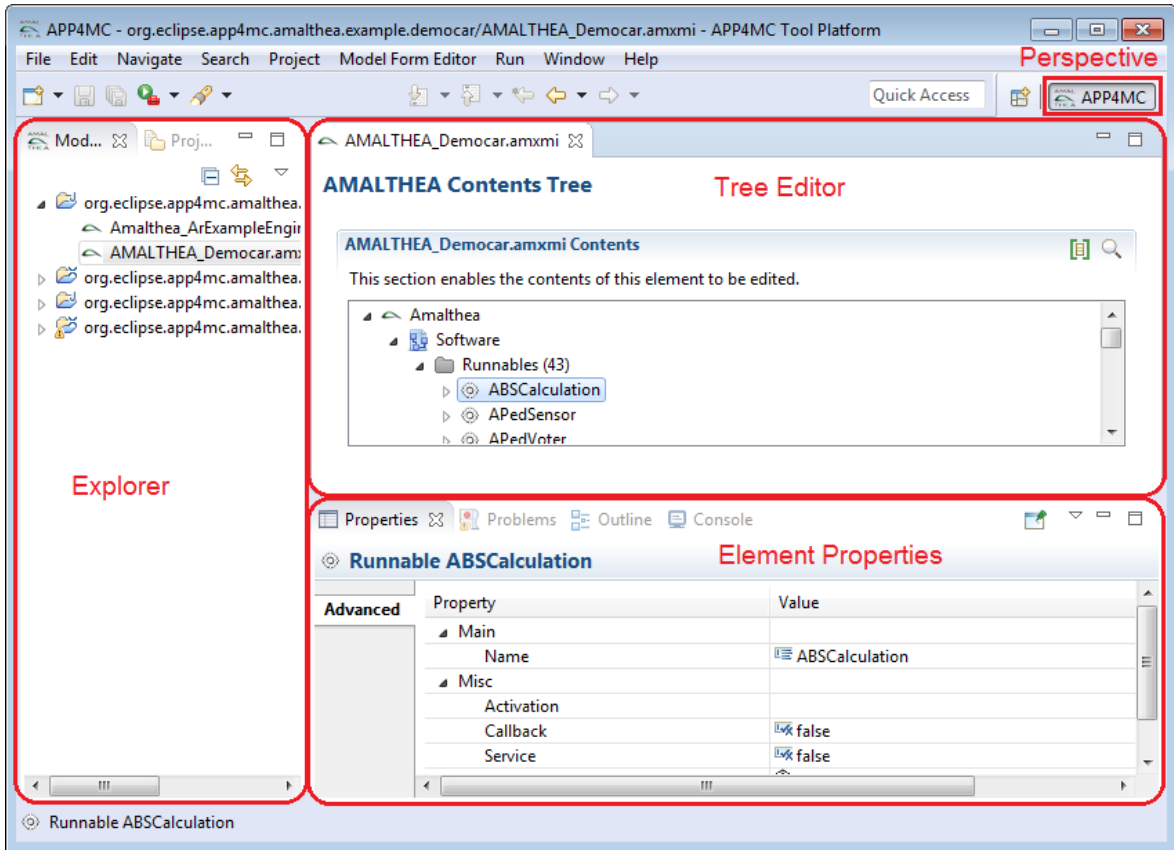 APP4MC - org.eclipse.app4mc.amalthea.example.democar/AMALTHEA_Democar.amxmi - APP4MC Tool Platform
File Edit Navigate Search Project Model Form Editor Run Window Help
Perspective
Quick Access
APP4MC
Mod...
Proj...
org.eclipse.app4mc.amalthea.
Amalthea_ArExampleEngin
AMALTHEA_Democar.amx
org.eclipse.app4mc.amalthea.
org.eclipse.app4mc.amalthea.
org.eclipse.app4mc.amalthea.
Explorer
AMALTHEA_Democar.amxmi
AMALTHEA Contents Tree
Tree Editor
AMALTHEA_Democar.amxmi Contents
This section enables the contents of this element to be edited.
Amalthea
Software
Runnables (43)
ABSCalculation
APedSensor
APedVoter
Properties Problems Outline Console
Runnable ABSCalculation
Element Properties
Advanced
Property Value
Main
Name ABSCalculation
Misc
Activation
Callback false
Service false
Runnable ABSCalculation